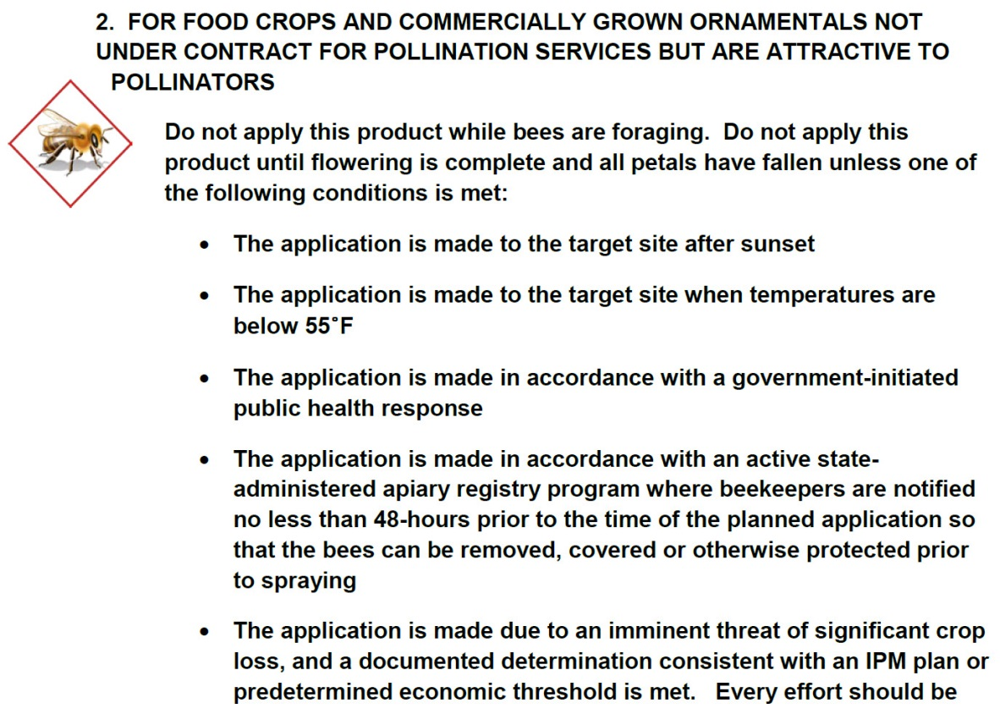 2. FOR FOOD CROPS AND COMMERCIALLY GROWN ORNAMENTALS NOT
UNDER CONTRACT FOR POLLINATION SERVICES BUT ARE ATTRACTIVE TO
POLLINATORS
Do not apply this product while bees are foraging. Do not apply this
product until flowering is complete and all petals have fallen unless one of
the following conditions is met:
• The application is made to the target site after sunset
• The application is made to the target site when temperatures are
below 55˚F
• The application is made in accordance with a government-initiated
public health response
• The application is made in accordance with an active state-
administered apiary registry program where beekeepers are notified
no less than 48-hours prior to the time of the planned application so
that the bees can be removed, covered or otherwise protected prior
to spraying
• The application is made due to an imminent threat of significant crop
loss, and a documented determination consistent with an IPM plan or
predetermined economic threshold is met. Every effort should be